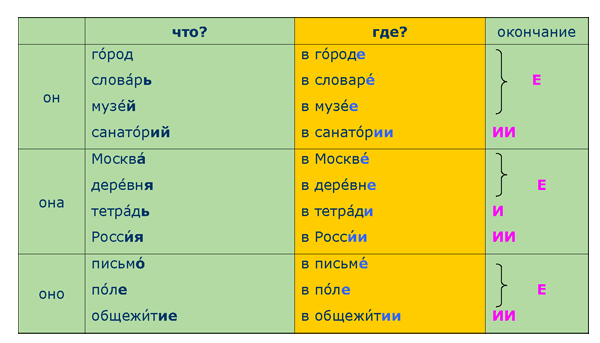 что? где? окончание
он
го́род в го́роде
слова́рь в словаре́ Е
музе́й в музе́е
санато́рий в санато́рии ИИ
Москва́ в Москве́
дере́вня в дере́вне Е
она
тетра́дь в тетра́ди И
Росси́я в Росси́и ИИ
письмо́ в письме́
оно
по́ле в по́ле Е
общежи́тие в общежи́тии ИИ